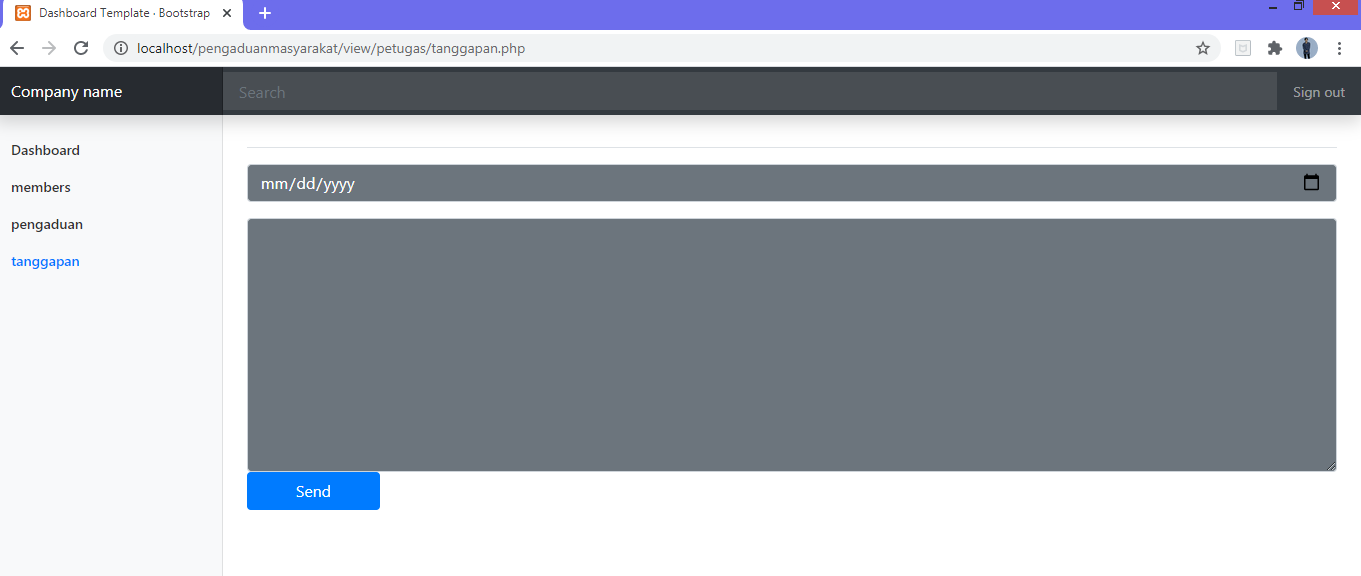 Dashboard Template · Bootstrap
localhost/pengaduanmasyarakat/view/petugas/tanggapan.php
Company name
Search
Sign out
Dashboard
members
pengaduan
tanggapan
mm/dd/yyyy
Send